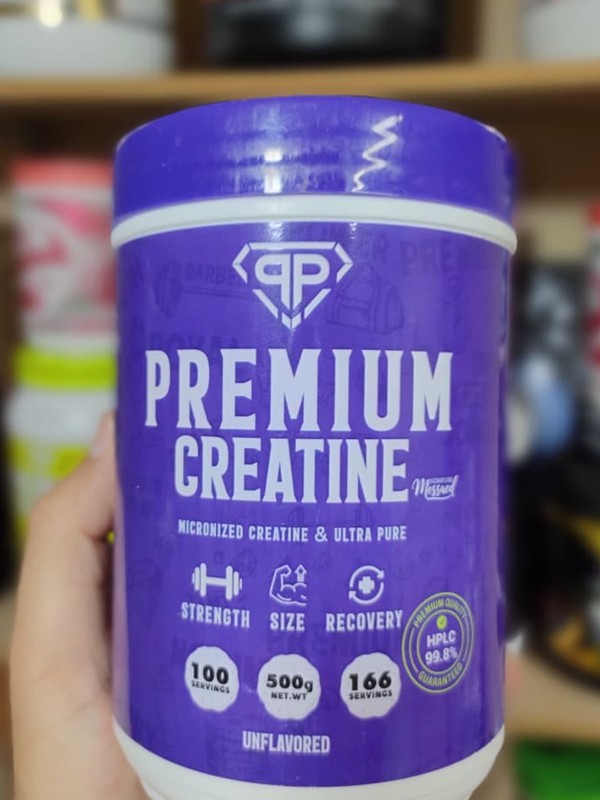 PP
PREMIUM
CREATINE
MICRONIZED CREATINE & ULTRA PURE
STRENGTH
SIZE
RECOVERY
PREMIUM QUALITY
HPLC
99.8%
GUARANTEED
100
SERVINGS
500g
NET.WT
166
SERVINGS
UNFLAVORED